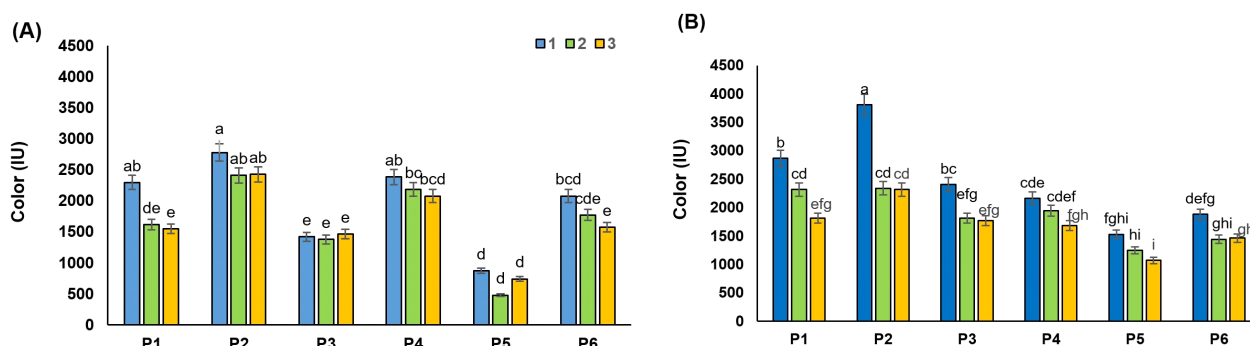 (A)
1 2 3
Color (IU)
4500
4000
3500
3000
2500
2000
1500
1000
500
0
ab de e
a ab ab
e e e
ab bc bcd
d d d
bcd cde e
P1 P2 P3 P4 P5 P6
(B)
Color (IU)
4500
4000
3500
3000
2500
2000
1500
1000
500
0
b cd efg
a cd cd
bc efg efg
cde cdef fgh
fghi hi i
defg ghi
P1 P2 P3 P4 P5 P6